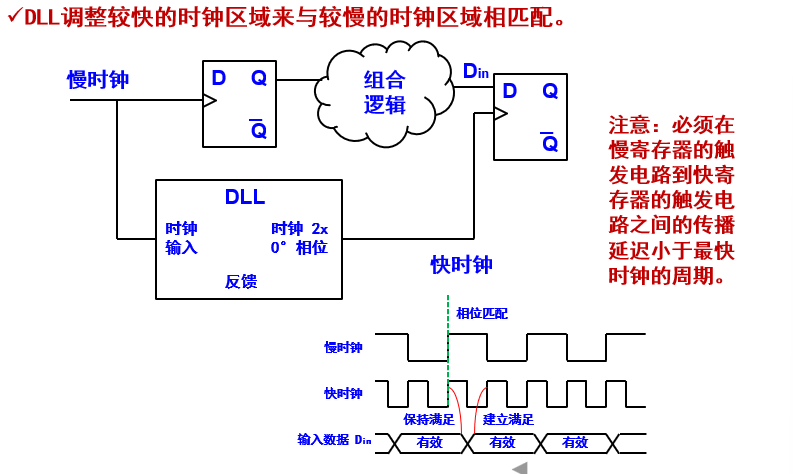 ✓DLL调整较快的时钟区域来与较慢的时钟区域相匹配。
慢时钟
D Q
Q̅
组合
逻辑
Din
D Q
Q̅
注意：必须在
慢寄存器的触
发电路到快寄
存器的触发电
路之间的传播
延迟小于最快
时钟的周期。
DLL
时钟 时钟 2x
输入 0°相位
反馈
快时钟
相位匹配
慢时钟
快时钟
保持满足 建立满足
输入数据 Din 有效 有效 有效